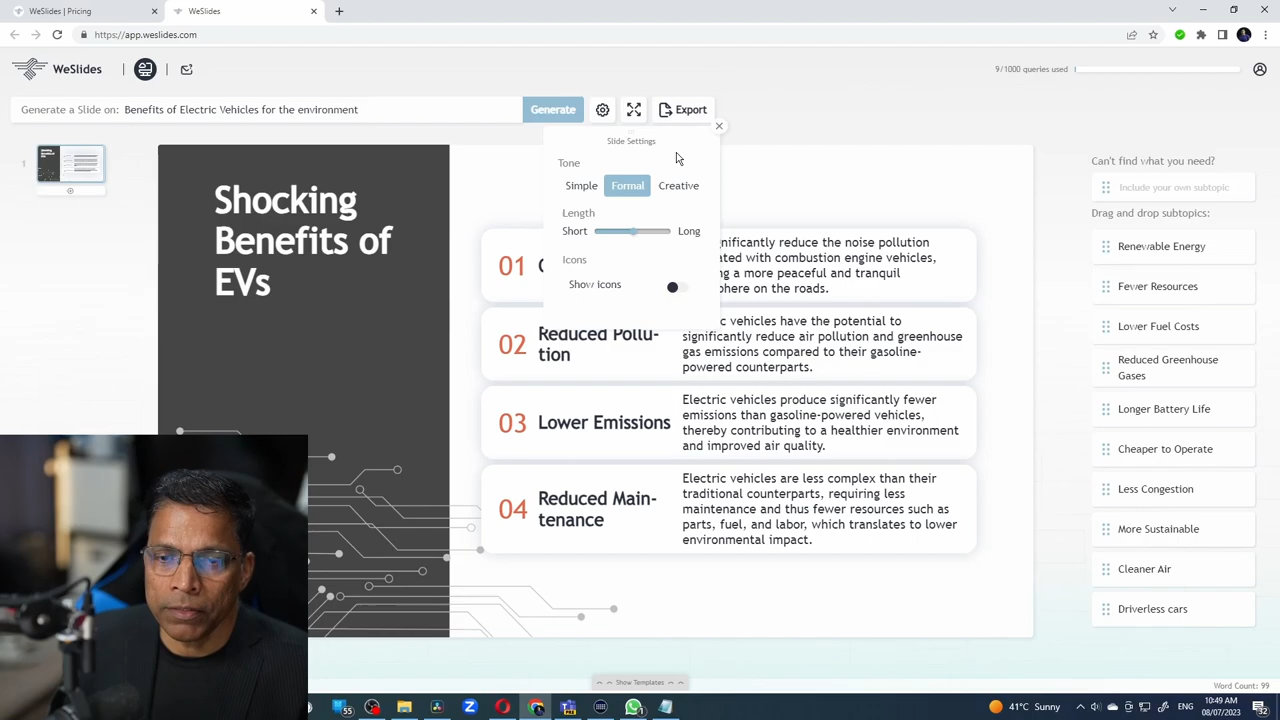 WeSlides | Pricing
WeSlides
https://app.weslides.com
WeSlides
9/1000 queries used
Generate a Slide on: Benefits of Electric Vehicles for the environment
Generate
Export
Slide Settings
Tone
Simple
Formal
Creative
Length
Short
Long
Icons
Show icons
1
Shocking
Benefits of
EVs
01
gnificantly reduce the noise pollution
ated with combustion engine vehicles,
ng a more peaceful and tranquil
phere on the roads.
02
Reduced Pollu-
tion
c vehicles have the potential to
significantly reduce air pollution and greenhouse
gas emissions compared to their gasoline-
powered counterparts.
03
Lower Emissions
Electric vehicles produce significantly fewer
emissions than gasoline-powered vehicles,
thereby contributing to a healthier environment
and improved air quality.
04
Reduced Main-
tenance
Electric vehicles are less complex than their
traditional counterparts, requiring less
maintenance and thus fewer resources such as
parts, fuel, and labor, which translates to lower
environmental impact.
Can't find what you need?
Include your own subtopic
Drag and drop subtopics:
Renewable Energy
Fewer Resources
Lower Fuel Costs
Reduced Greenhouse
Gases
Longer Battery Life
Cheaper to Operate
Less Congestion
More Sustainable
Cleaner Air
Driverless cars
Show Templates
Word Count: 99
41°C Sunny
ENG
10:49 AM
08/07/2023